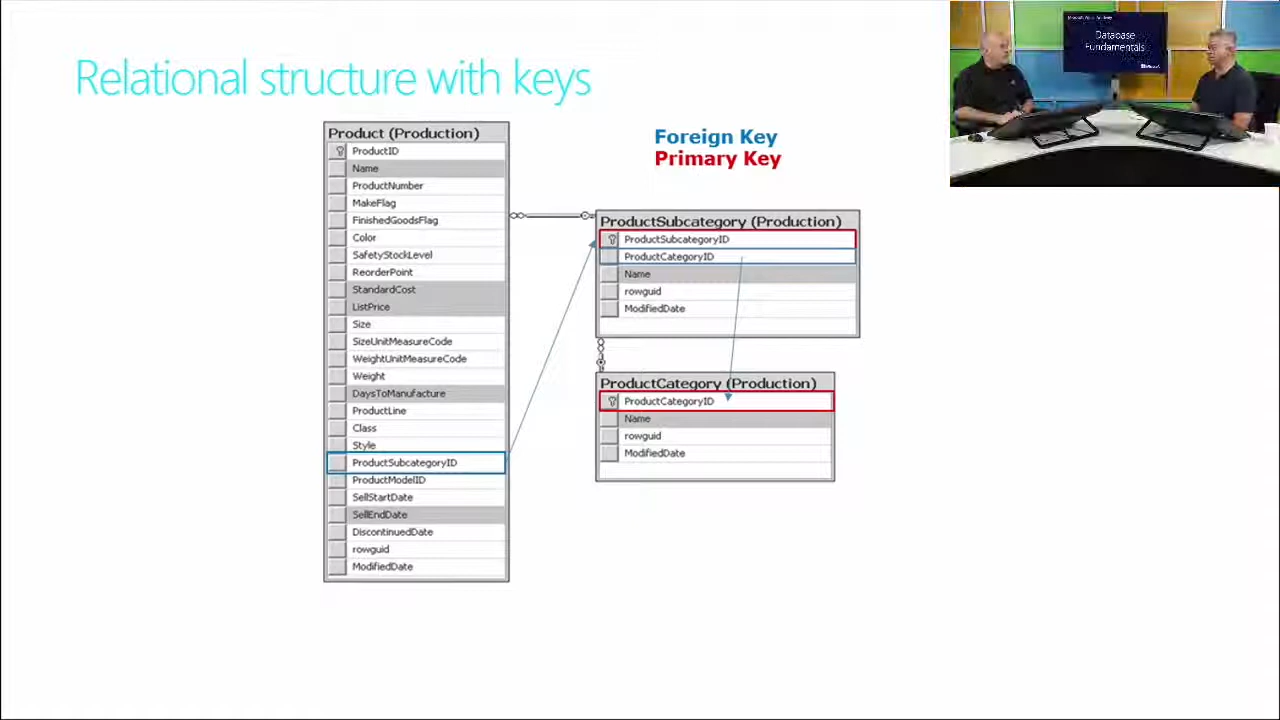 Relational structure with keys
Database
Fundamentals
Foreign Key
Primary Key
Product (Production)
ProductID
Name
ProductNumber
MakeFlag
FinishedGoodsFlag
Color
SafetyStockLevel
ReorderPoint
StandardCost
ListPrice
Size
SizeUnitMeasureCode
WeightUnitMeasureCode
Weight
DaysToManufacture
ProductLine
Class
Style
ProductSubcategoryID
ProductModelID
SellStartDate
SellEndDate
DiscontinuedDate
rowguid
ModifiedDate
ProductSubcategory (Production)
ProductSubcategoryID
ProductCategoryID
Name
rowguid
ModifiedDate
ProductCategory (Production)
ProductCategoryID
Name
rowguid
ModifiedDate